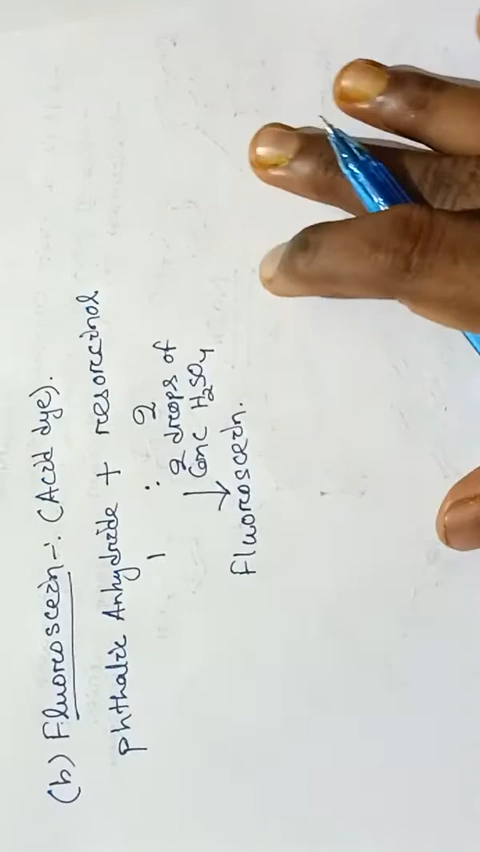 (b) Fluoroscein-: (Acid dye).
phthalic Anhydride + resorcinol
1 : 2
↓ 2 drops of
Conc H₂SO₄
Fluoroscein.